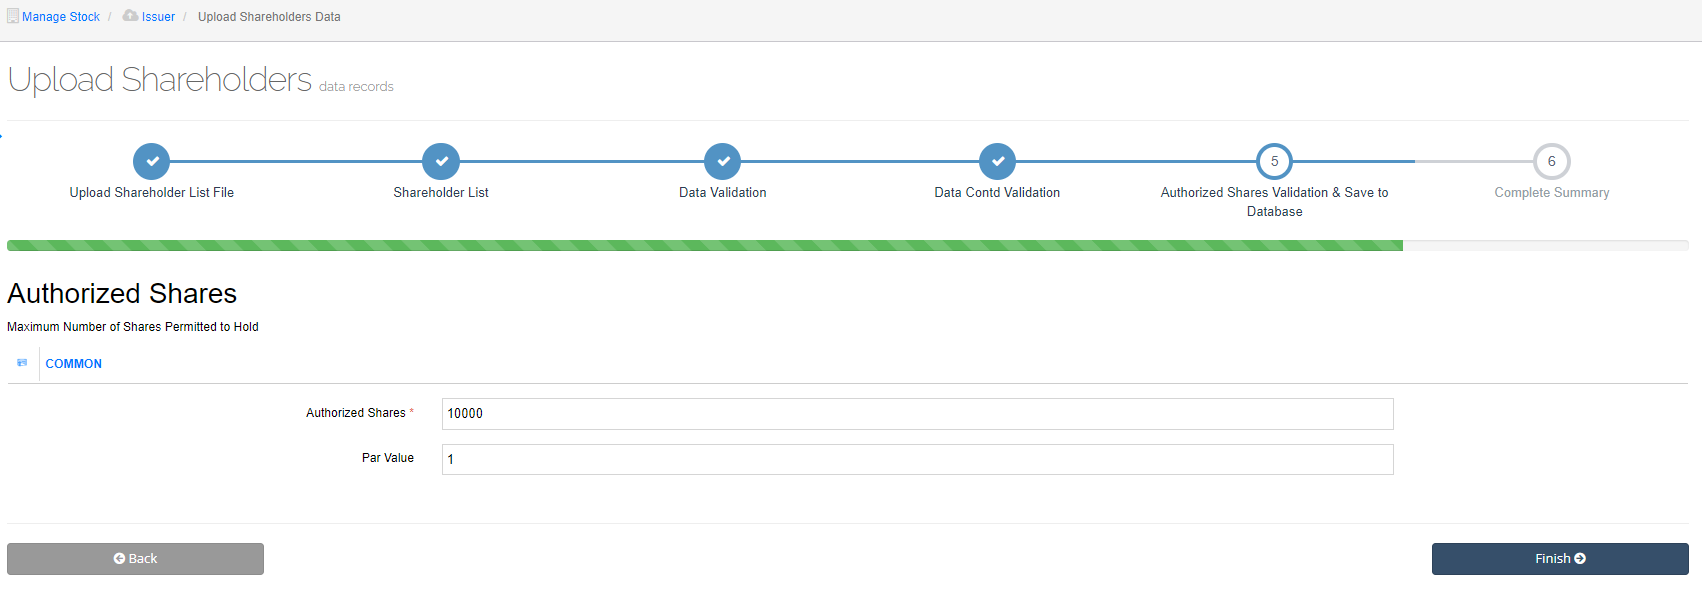 Manage Stock / Issuer / Upload Shareholders Data
Upload Shareholders data records
5
6
Upload Shareholder List File
Shareholder List
Data Validation
Data Contd Validation
Authorized Shares Validation & Save to
Database
Complete Summary
Authorized Shares
Maximum Number of Shares Permitted to Hold
COMMON
Authorized Shares * 10000
Par Value 1
Back
Finish